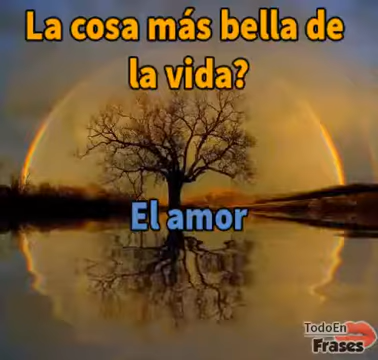 La cosa más bella de
la vida?
El amor
TodoEn
Frases